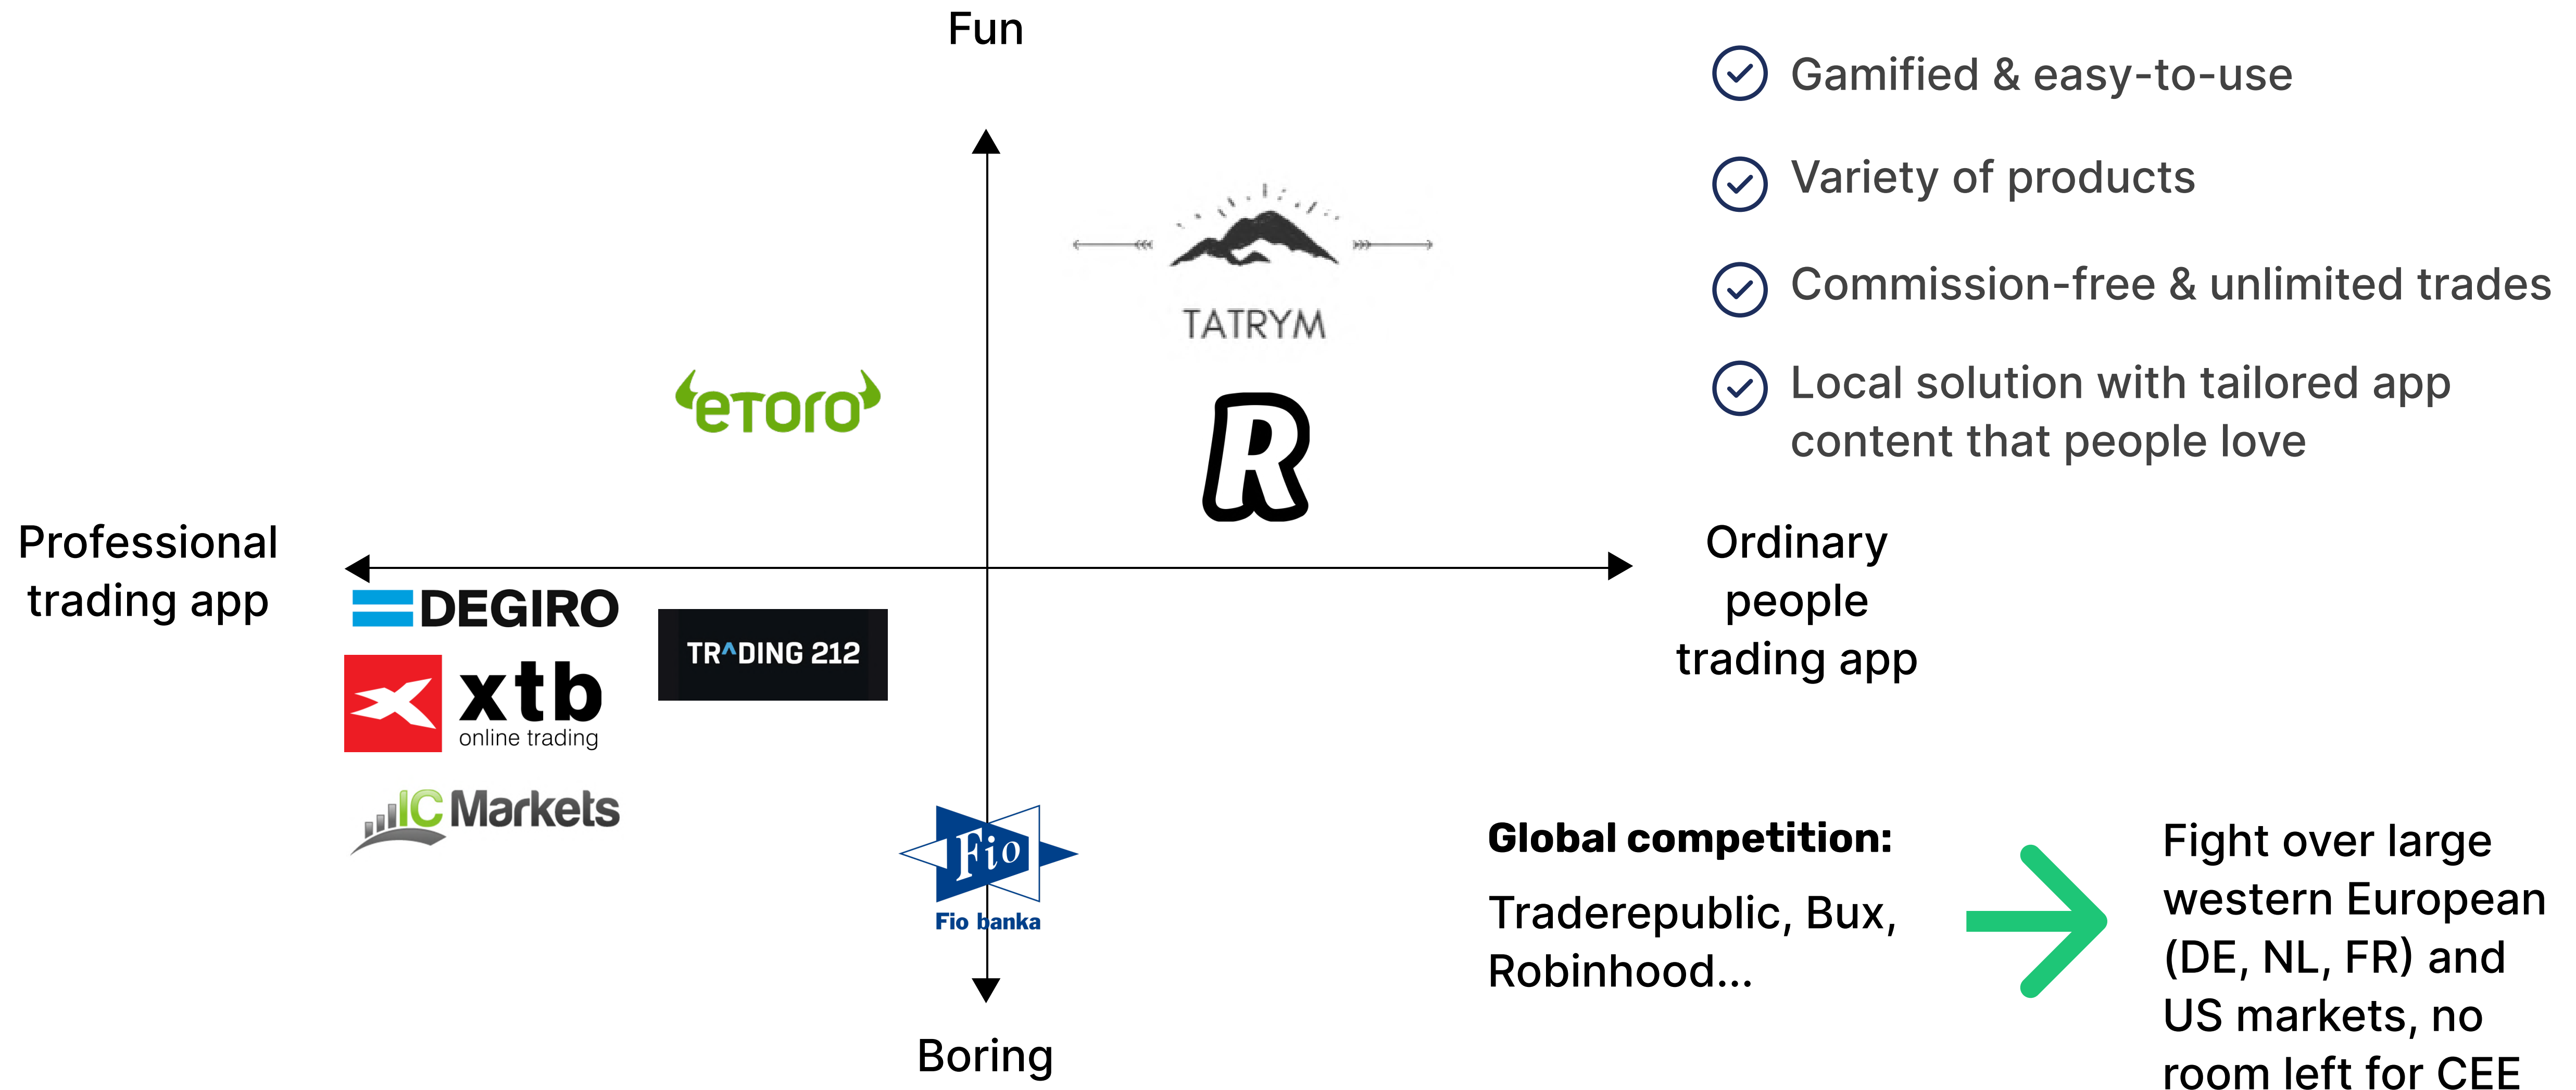 Fun
Gamified & easy-to-use
Variety of products
Commission-free & unlimited trades
Local solution with tailored app
content that people love
TATRYM
eToro
R
Professional
trading app
Ordinary
people
trading app
DEGIRO
TRADING 212
xtb
online trading
IC Markets
Fio
Fio banka
Boring
Global competition:
Traderepublic, Bux,
Robinhood...
Fight over large
western European
(DE, NL, FR) and
US markets, no
room left for CEE